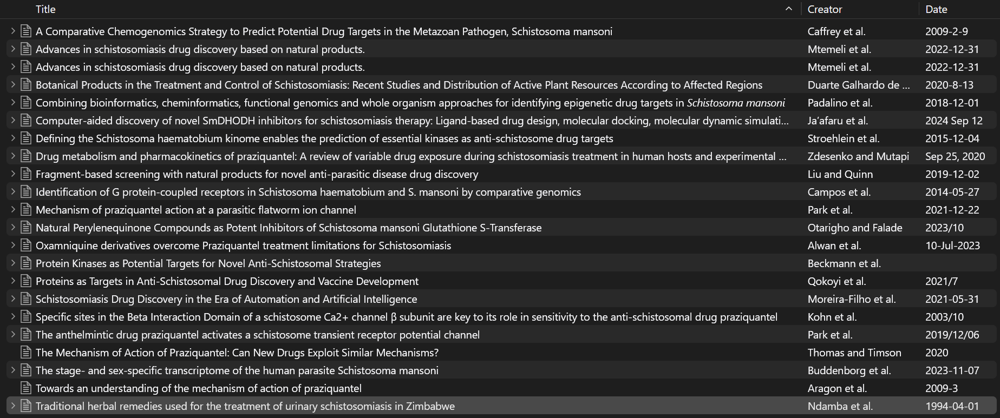 Title Creator Date
A Comparative Chemogenomics Strategy to Predict Potential Drug Targets in the Metazoan Pathogen, Schistosoma mansoni Caffrey et al. 2009-2-9
Advances in schistosomiasis drug discovery based on natural products. Mtemeli et al. 2022-12-31
Advances in schistosomiasis drug discovery based on natural products. Mtemeli et al. 2022-12-31
Botanical Products in the Treatment and Control of Schistosomiasis: Recent Studies and Distribution of Active Plant Resources According to Affected Regions Duarte Galhardo de ... 2020-8-13
Combining bioinformatics, cheminformatics, functional genomics and whole organism approaches for identifying epigenetic drug targets in Schistosoma mansoni Padalino et al. 2018-12-01
Computer-aided discovery of novel SmDHODH inhibitors for schistosomiasis therapy: Ligand-based drug design, molecular docking, molecular dynamic simulati... Ja’afaru et al. 2024 Sep 12
Defining the Schistosoma haematobium kinome enables the prediction of essential kinases as anti-schistosome drug targets Stroehlein et al. 2015-12-04
Drug metabolism and pharmacokinetics of praziquantel: A review of variable drug exposure during schistosomiasis treatment in human hosts and experimental ... Zdesenko and Mutapi Sep 25, 2020
Fragment-based screening with natural products for novel anti-parasitic disease drug discovery Liu and Quinn 2019-12-02
Identification of G protein-coupled receptors in Schistosoma haematobium and S. mansoni by comparative genomics Campos et al. 2014-05-27
Mechanism of praziquantel action at a parasitic flatworm ion channel Park et al. 2021-12-22
Natural Perylenequinone Compounds as Potent Inhibitors of Schistosoma mansoni Glutathione S-Transferase Otarigho and Falade 2023/10
Oxamniquine derivatives overcome Praziquantel treatment limitations for Schistosomiasis Alwan et al. 10-Jul-2023
Protein Kinases as Potential Targets for Novel Anti-Schistosomal Strategies Beckmann et al.
Proteins as Targets in Anti-Schistosomal Drug Discovery and Vaccine Development Qokoyi et al. 2021/7
Schistosomiasis Drug Discovery in the Era of Automation and Artificial Intelligence Moreira-Filho et al. 2021-05-31
Specific sites in the Beta Interaction Domain of a schistosome Ca2+ channel β subunit are key to its role in sensitivity to the anti-schistosomal drug praziquantel Kohn et al. 2003/10
The anthelmintic drug praziquantel activates a schistosome transient receptor potential channel Park et al. 2019/12/06
The Mechanism of Action of Praziquantel: Can New Drugs Exploit Similar Mechanisms? Thomas and Timson 2020
The stage- and sex-specific transcriptome of the human parasite Schistosoma mansoni Buddenborg et al. 2023-11-07
Towards an understanding of the mechanism of action of praziquantel Aragon et al. 2009-3
Traditional herbal remedies used for the treatment of urinary schistosomiasis in Zimbabwe Ndamba et al. 1994-04-01